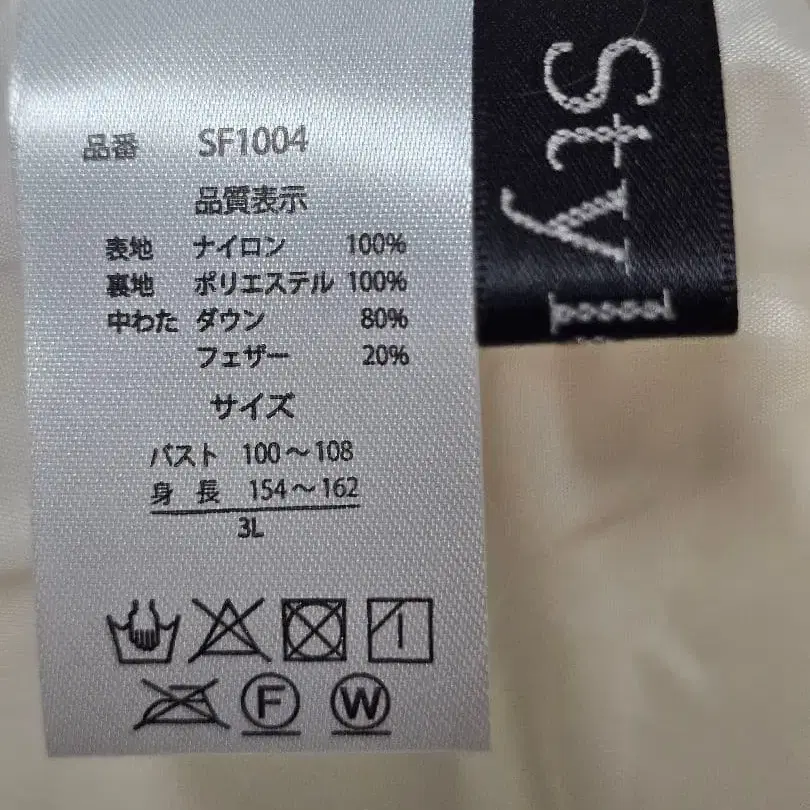 品番 SF1004
品質表示
表地 ナイロン 100%
裏地 ポリエステル 100%
中わた ダウン 80%
フェザー 20%
サイズ
バスト 100～108
身長 154～162
3L
F W
Styl